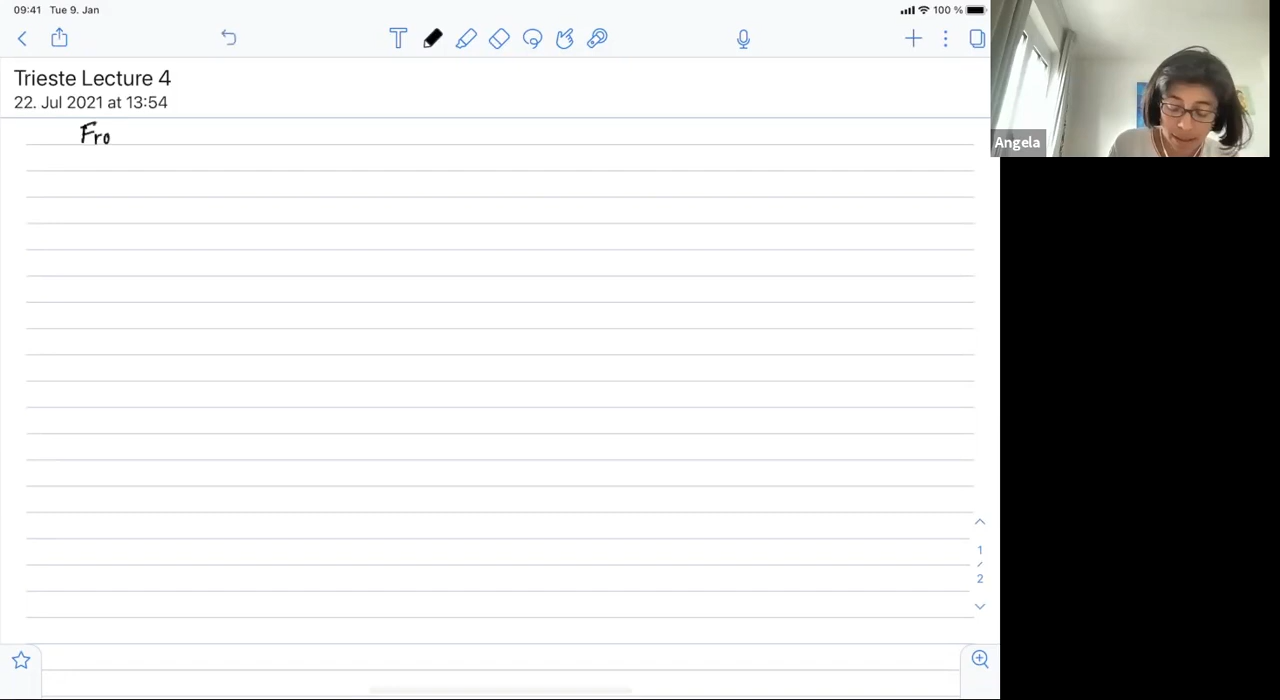 09:41 Tue 9. Jan 100 %
Trieste Lecture 4
22. Jul 2021 at 13:54
Fro
Angela
1
/
2